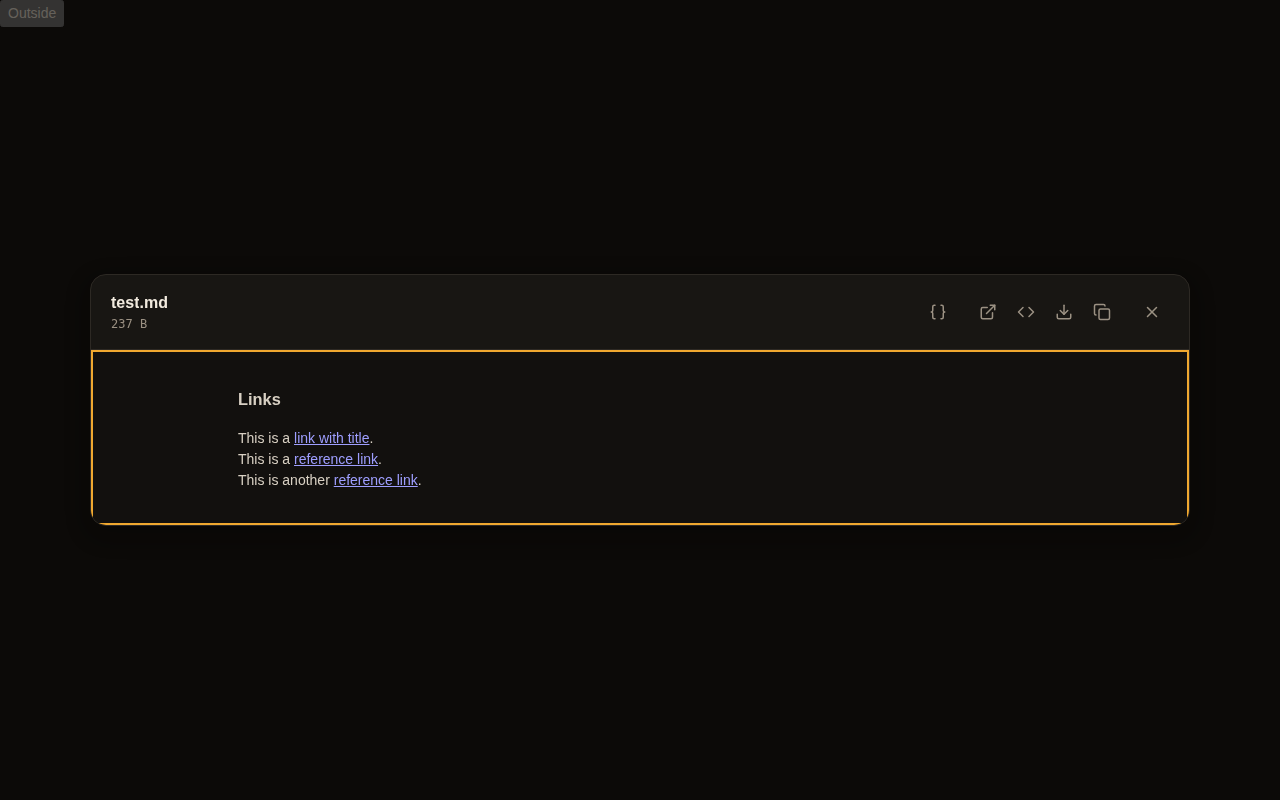 Outside
test.md
237 B
Links
This is a link with title.
This is a reference link.
This is another reference link.